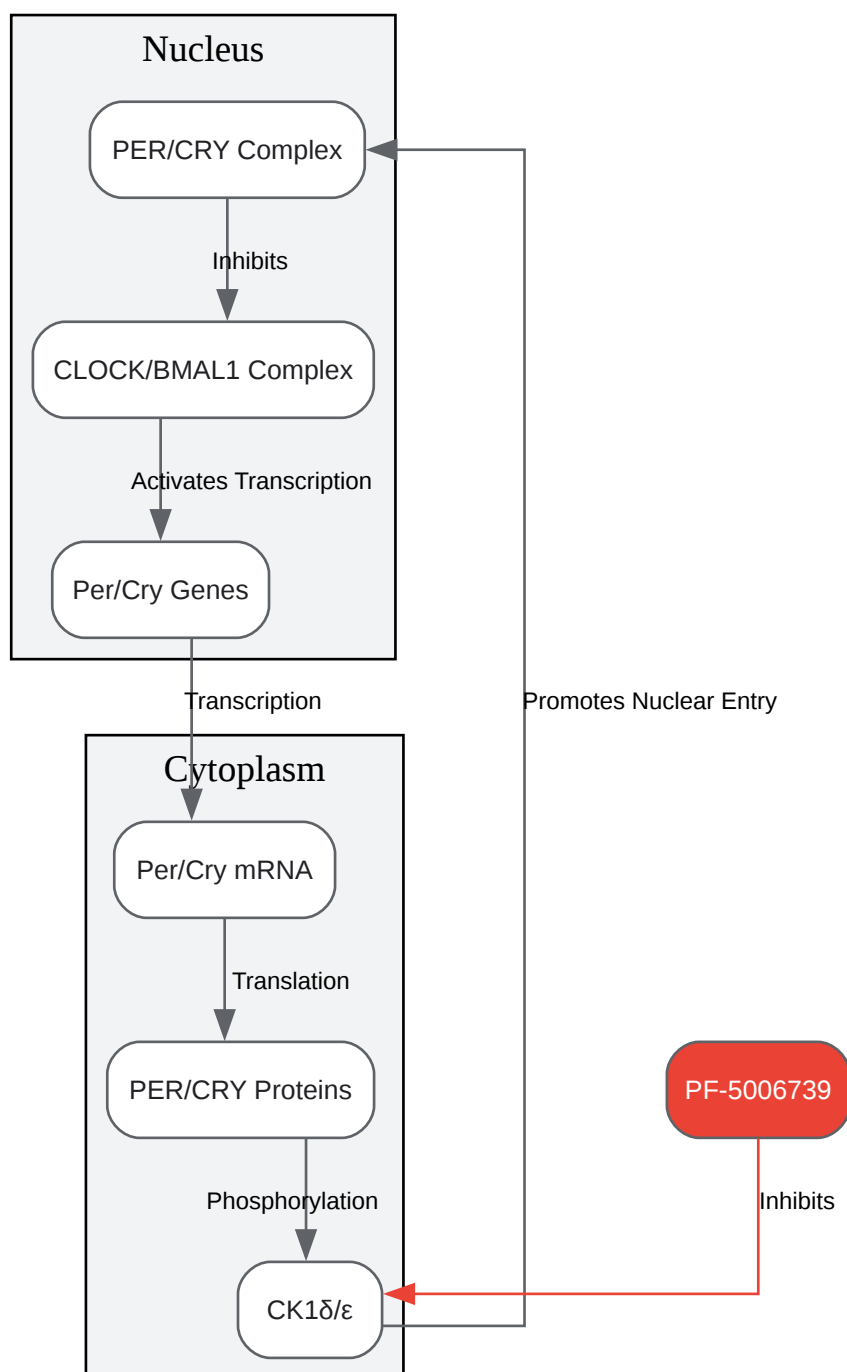 Nucleus
PER/CRY Complex
Inhibits
CLOCK/BMAL1 Complex
Activates Transcription
Per/Cry Genes
Transcription
Promotes Nuclear Entry
Cytoplasm
Per/Cry mRNA
Translation
PER/CRY Proteins
PF-5006739
Phosphorylation
Inhibits
CK1δ/ε